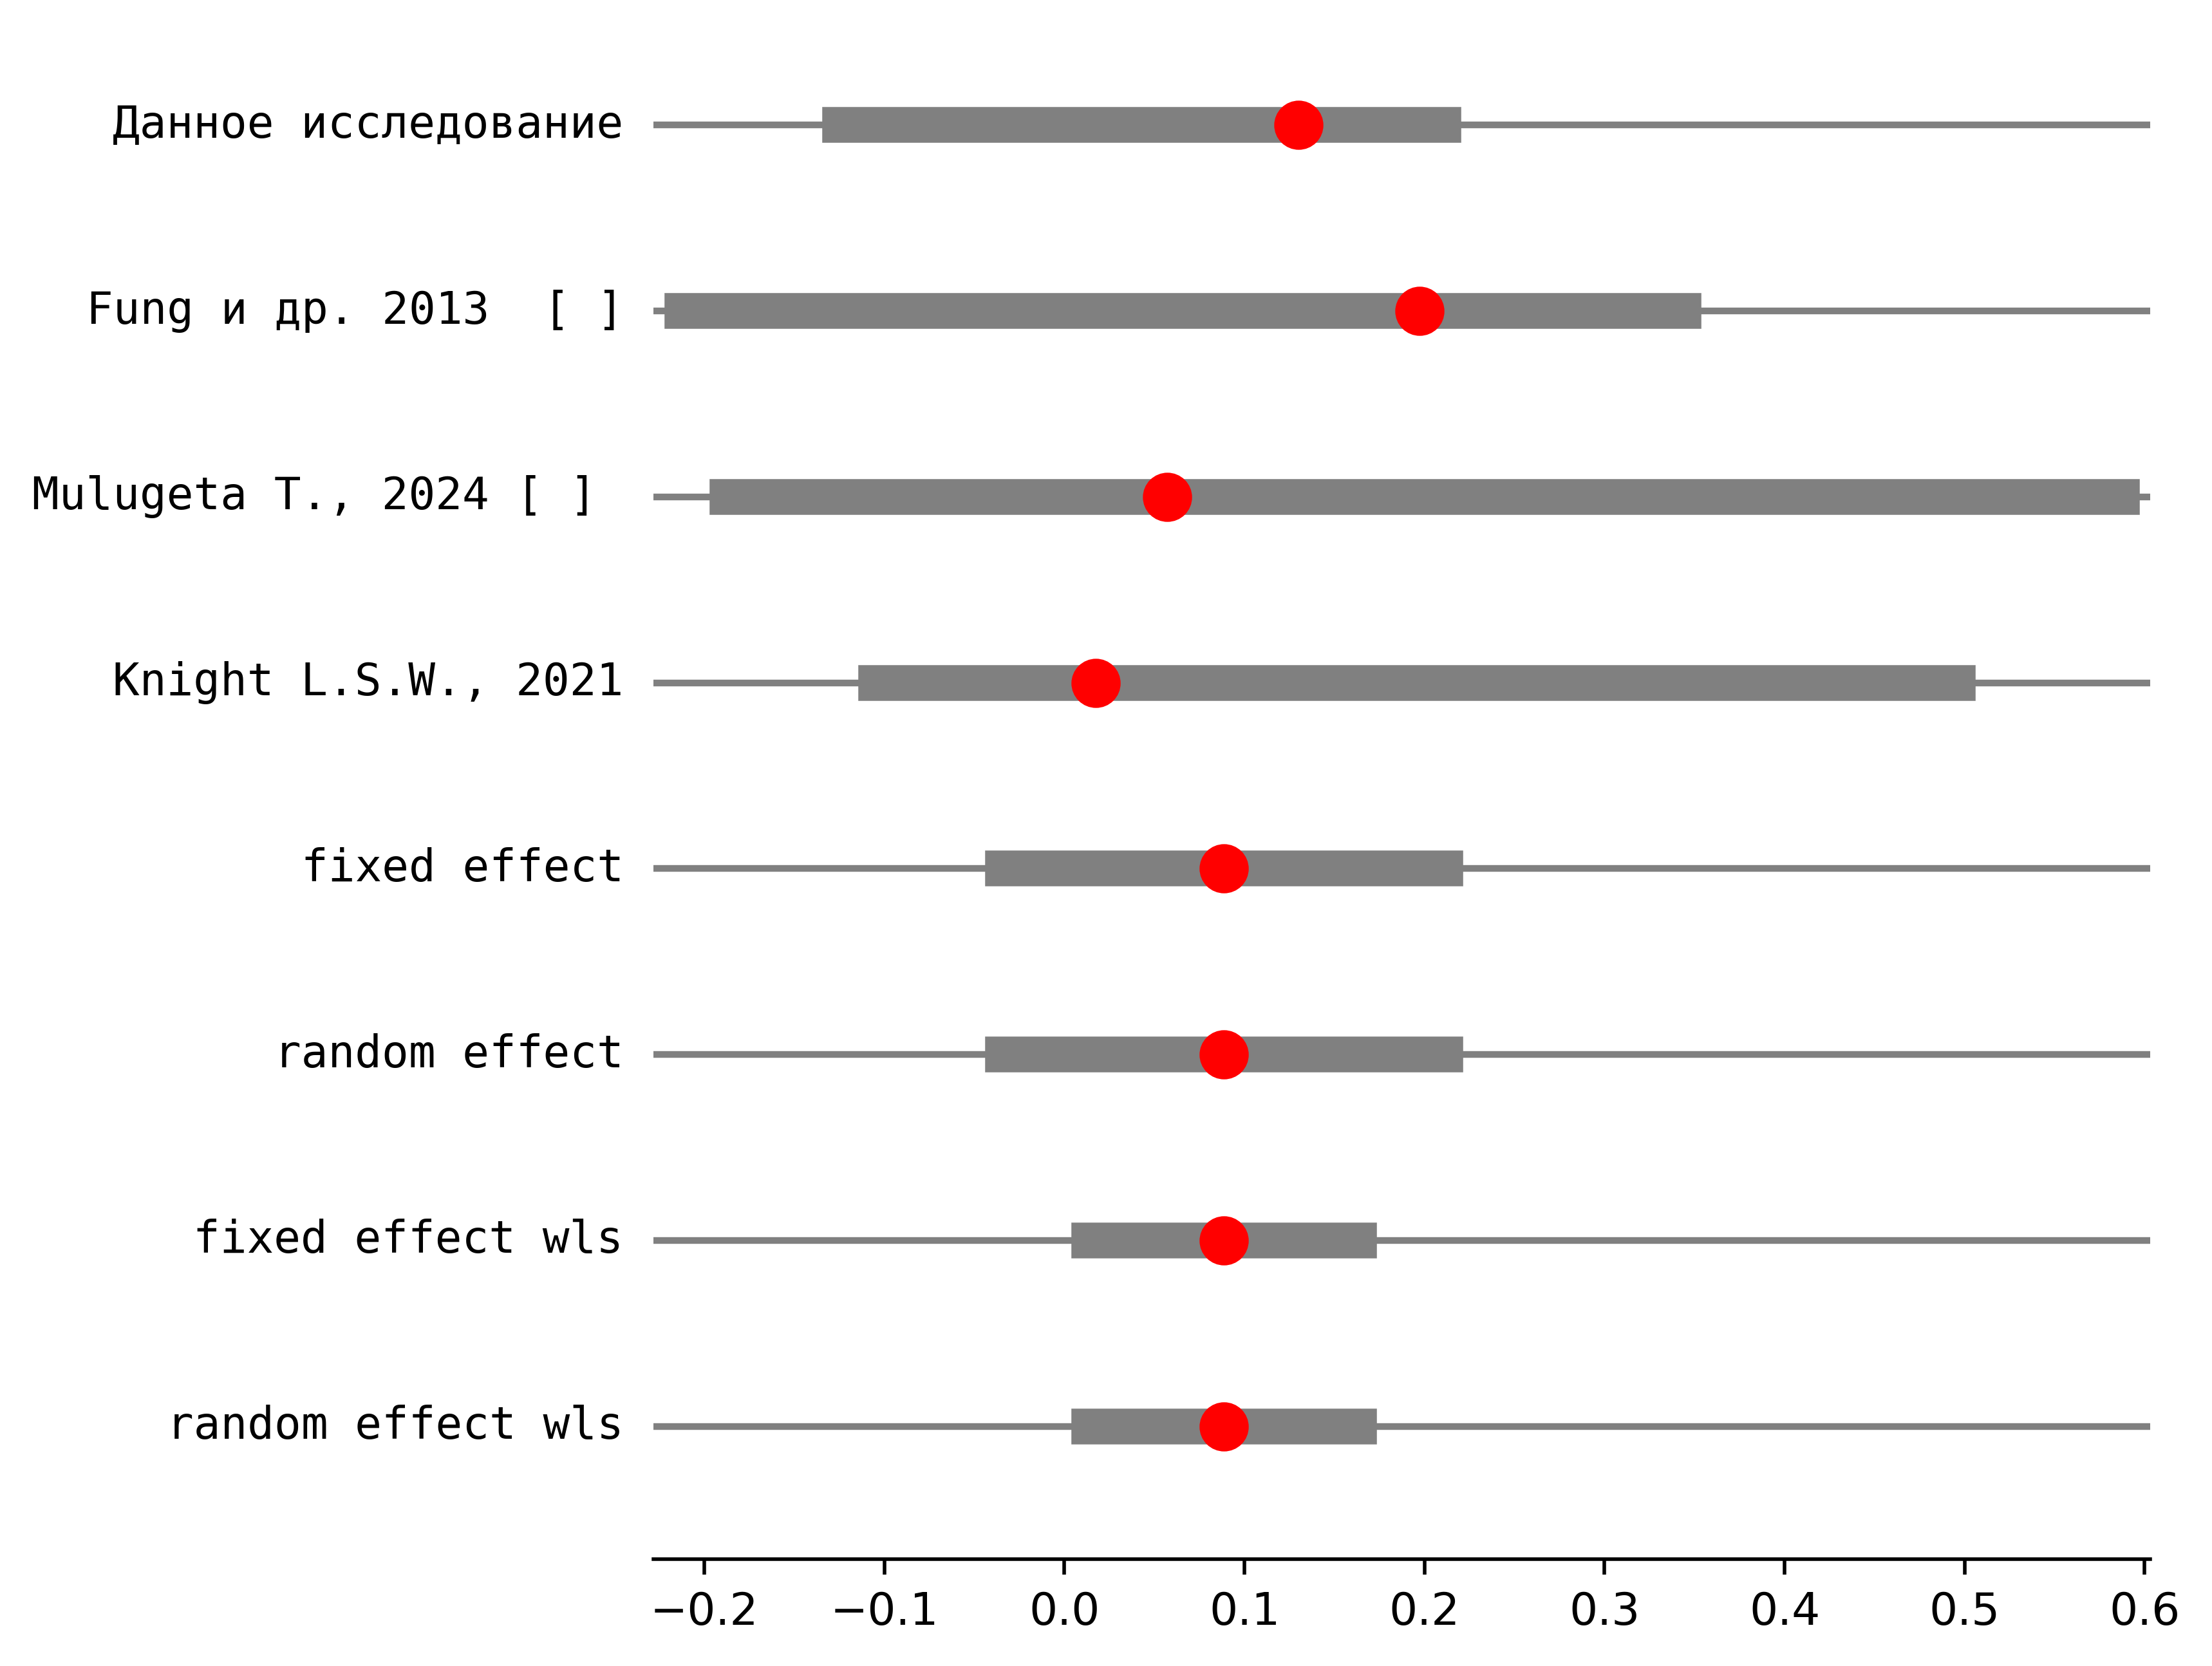 Данное исследование
Fung и др. 2013  [ ]
Mulugeta T., 2024 [ ]
Knight L.S.W., 2021
fixed effect
random effect
fixed effect wls
random effect wls
−0.2 −0.1 0.0 0.1 0.2 0.3 0.4 0.5 0.6